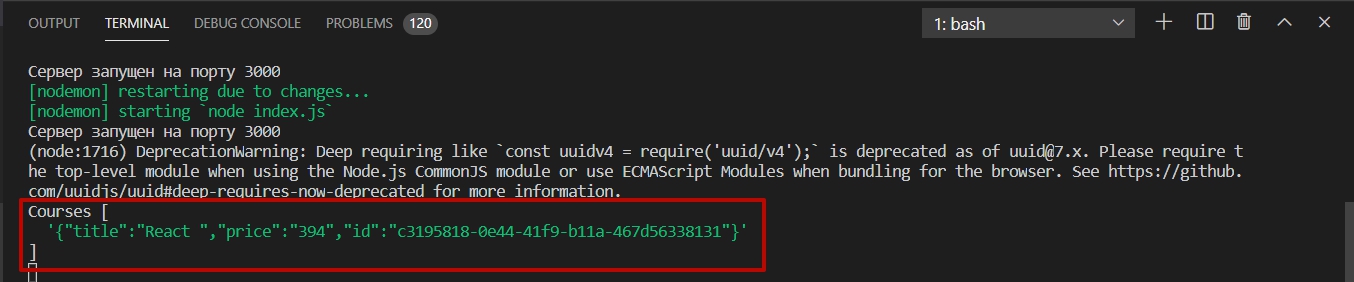 OUTPUT TERMINAL DEBUG CONSOLE PROBLEMS 120 1: bash
Сервер запущен на порту 3000
[nodemon] restarting due to changes...
[nodemon] starting `node index.js`
Сервер запущен на порту 3000
(node:1716) DeprecationWarning: Deep requiring like `const uuidv4 = require('uuid/v4');` is deprecated as of uuid@7.x. Please require t
he top-level module when using the Node.js CommonJS module or use ECMAScript Modules when bundling for the browser. See https://github.
com/uuidjs/uuid#deep-requires-now-deprecated for more information.
Courses [
'{"title":"React ","price":"394","id":"c3195818-0e44-41f9-b11a-467d56338131"}'
]